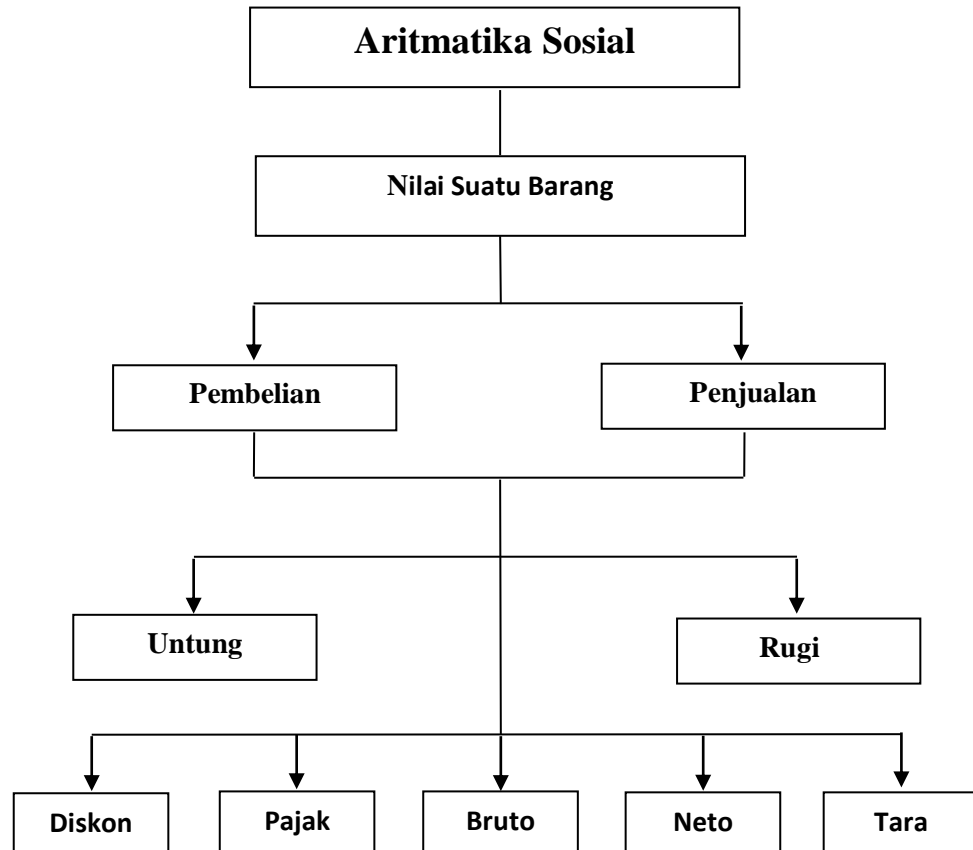 Aritmatika Sosial
Nilai Suatu Barang
Pembelian
Penjualan
Untung
Rugi
Diskon
Pajak
Bruto
Neto
Tara